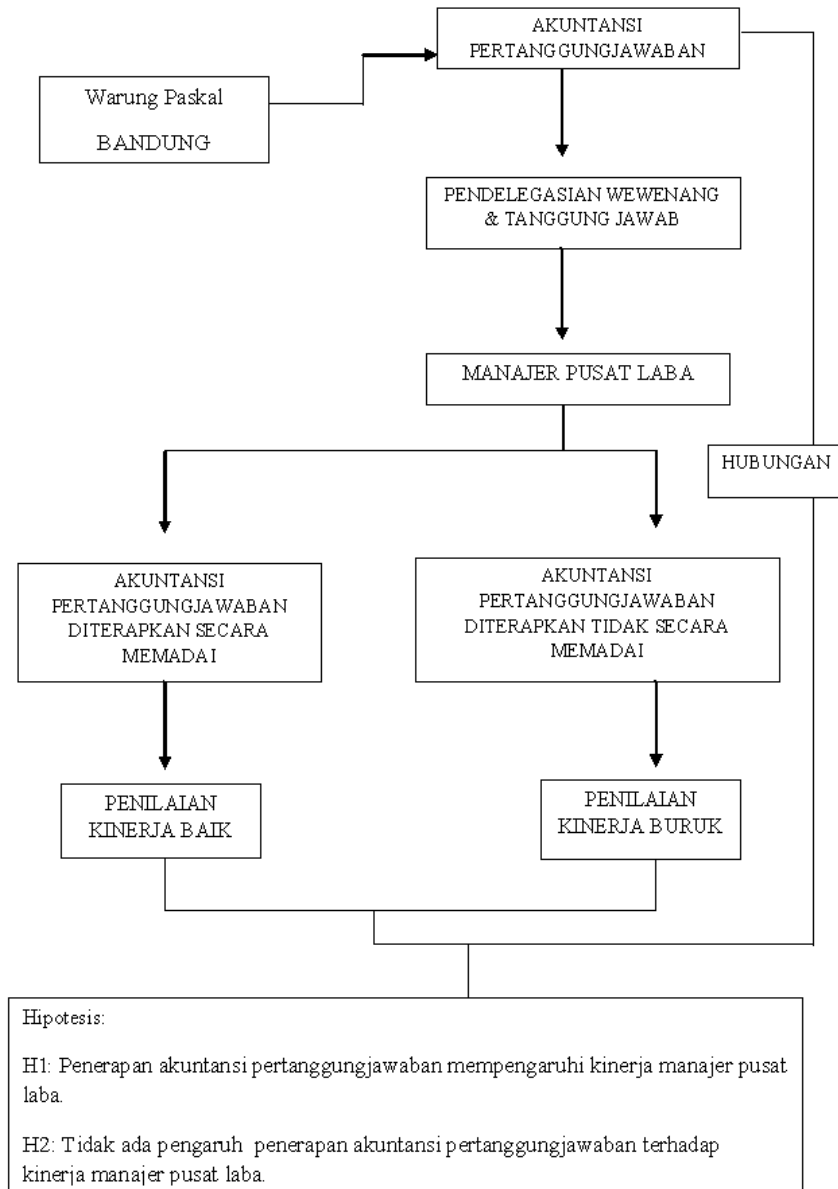 AKUNTANSI
PERTANGGUNGJAWABAN
Warung Paskal
BANDUNG
PENDELEGASIAN WEWENANG
& TANGGUNG JAWAB
MANAJER PUSAT LABA
HUBUNGAN
AKUNTANSI
PERTANGGUNGJAWABAN
DITERAPKAN SECARA
MEMADAI
AKUNTANSI
PERTANGGUNGJAWABAN
DITERAPKAN TIDAK SECARA
MEMADAI
PENILAIAN
KINERJA BAIK
PENILAIAN
KINERJA BURUK
Hipotesis:
H1: Penerapan akuntansi pertanggungjawaban mempengaruhi kinerja manajer pusat
laba.
H2: Tidak ada pengaruh penerapan akuntansi pertanggungjawaban terhadap
kinerja manajer pusat laba.